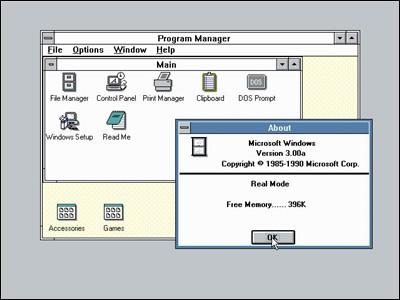 Program Manager
File Options Window Help
Main
File Manager Control Panel Print Manager Clipboard DOS Prompt
DOS
Windows Setup Read Me
About
Microsoft Windows
Version 3.00a
Copyright © 1985-1990 Microsoft Corp.
Real Mode
Free Memory...... 396K
OK
Accessories Games